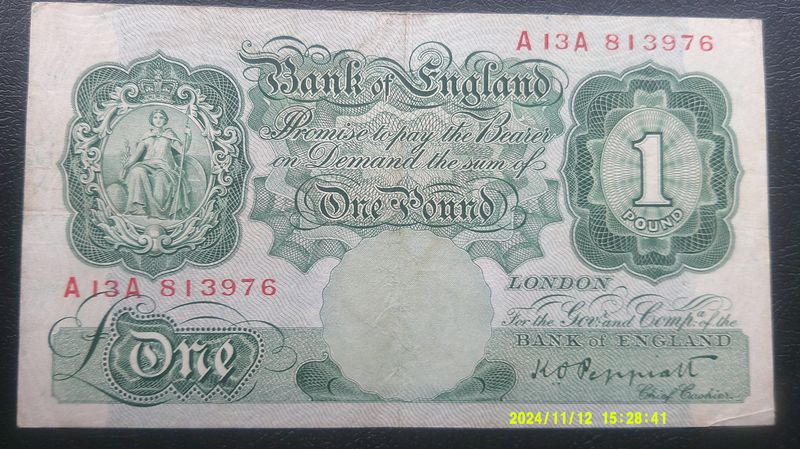 A 13A 813976
Bank of England
Promise to pay the Bearer
on Demand the sum of
One Pound
1
POUND
A 13A 813976
LONDON
For the Govr. and Compa. of the
BANK OF ENGLAND
£ One
K O Peppiatt
Chief Cashier.
2024/11/12 15:28:41